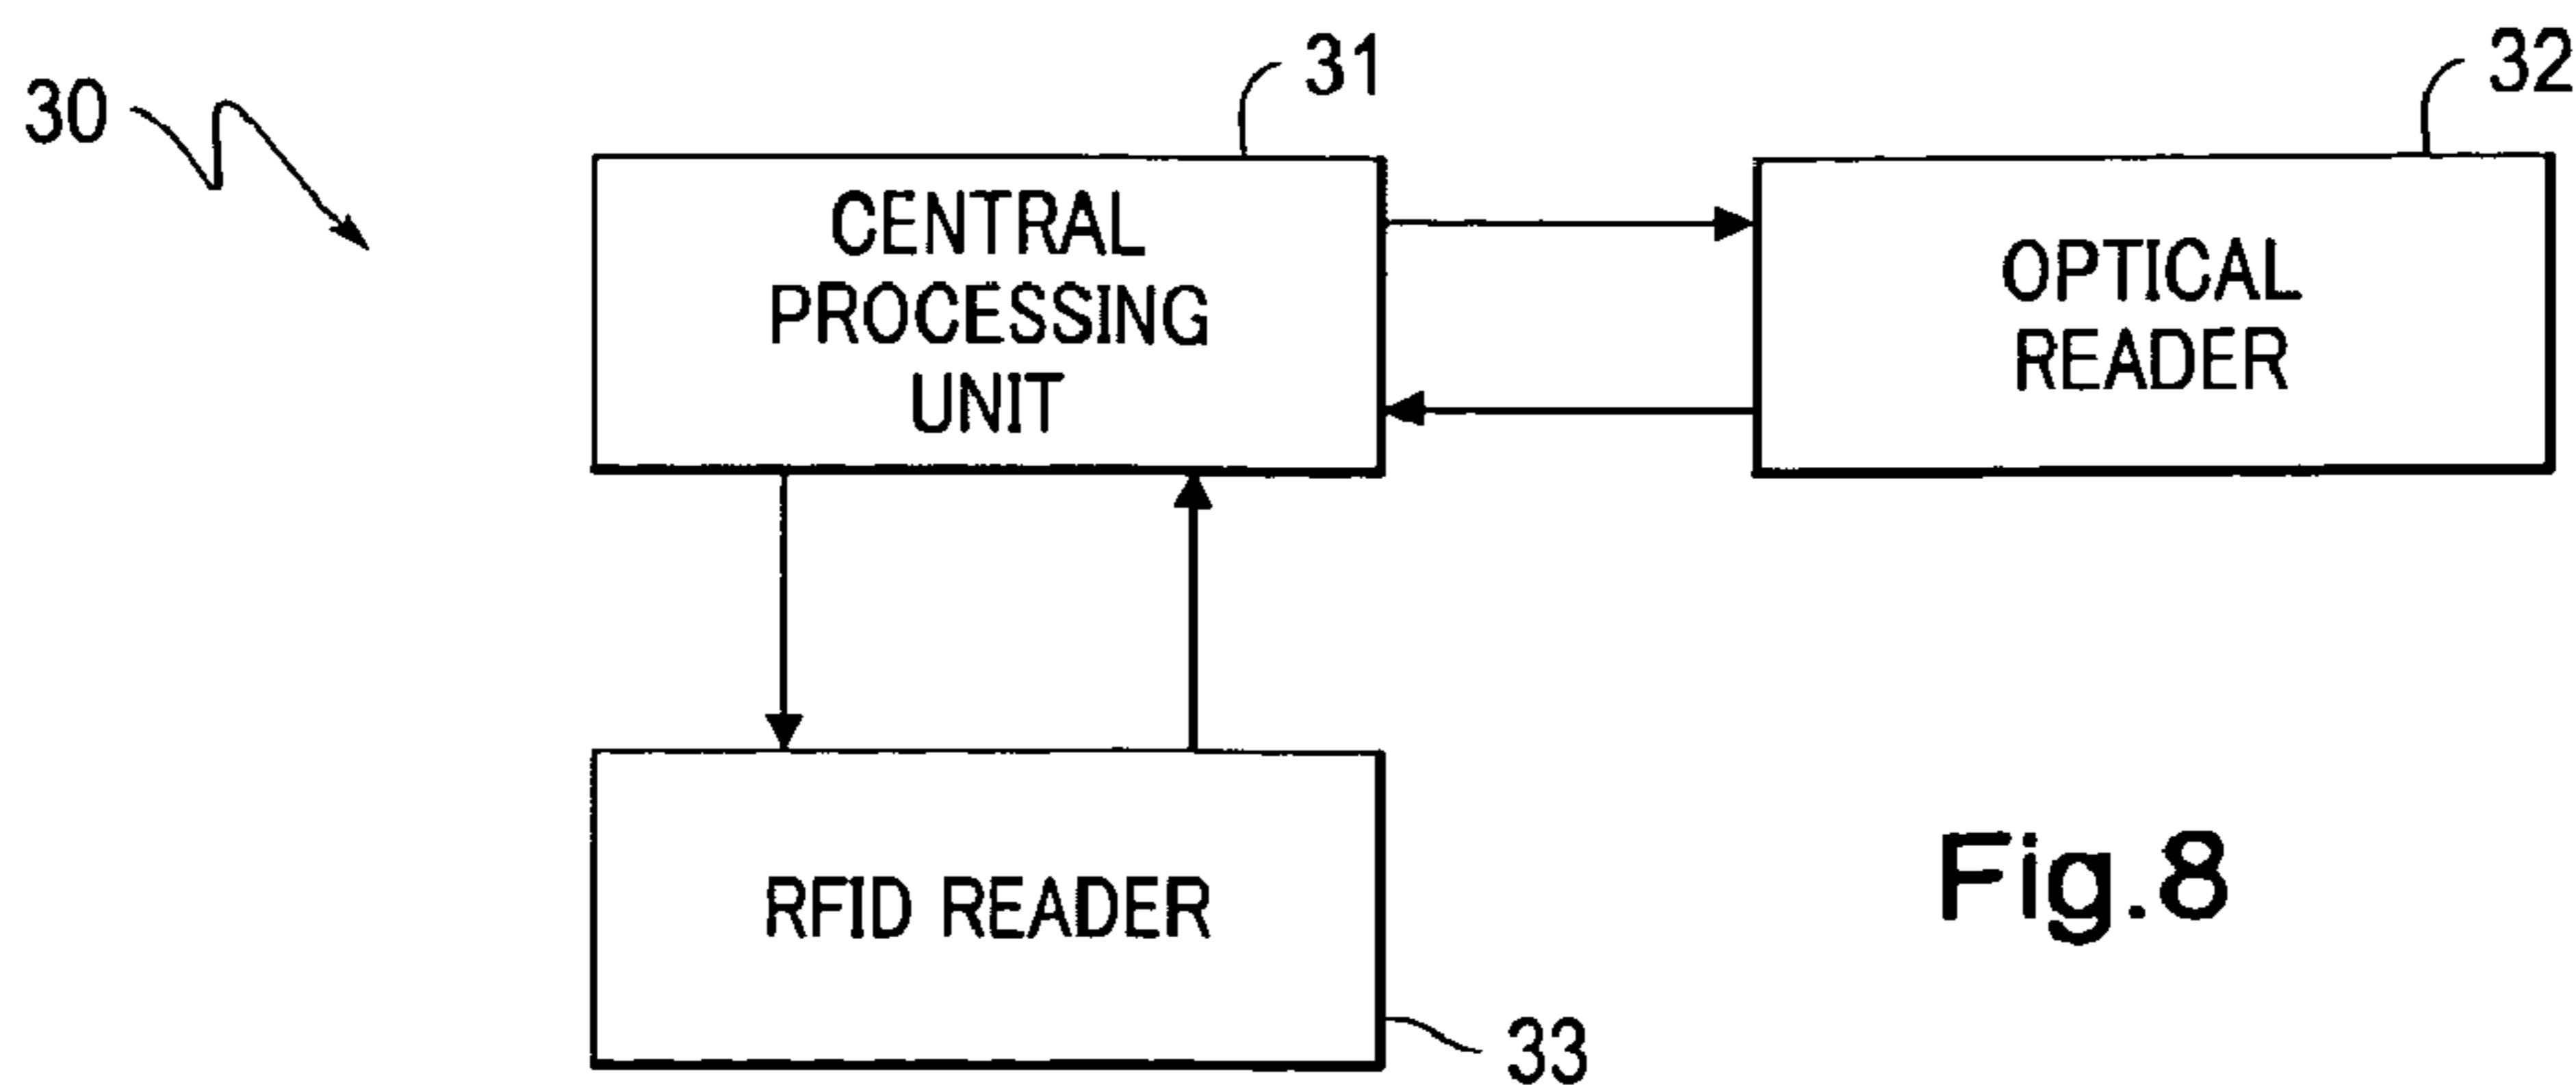 30
31
32
CENTRAL
PROCESSING
UNIT
OPTICAL
READER
RFID READER
33
Fig.8